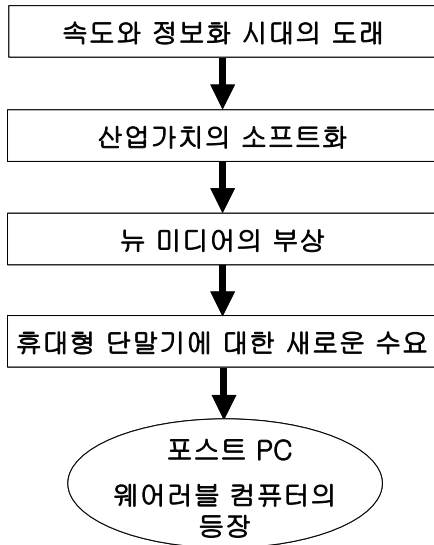 속도와 정보화 시대의 도래
산업가치의 소프트화
뉴 미디어의 부상
휴대형 단말기에 대한 새로운 수요
포스트 PC
웨어러블 컴퓨터의
등장